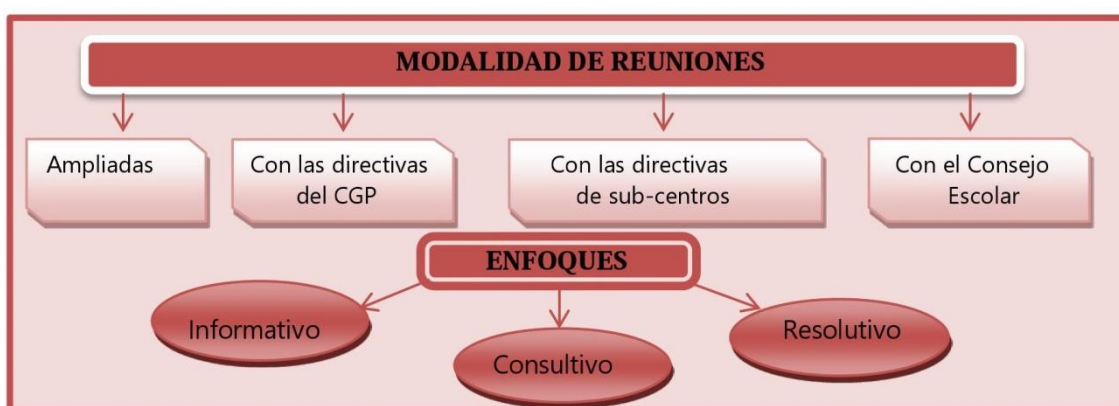 MODALIDAD DE REUNIONES
Ampliadas
Con las directivas
del CGP
Con las directivas
de sub-centros
Con el Consejo
Escolar
ENFOQUES
Informativo
Consultivo
Resolutivo